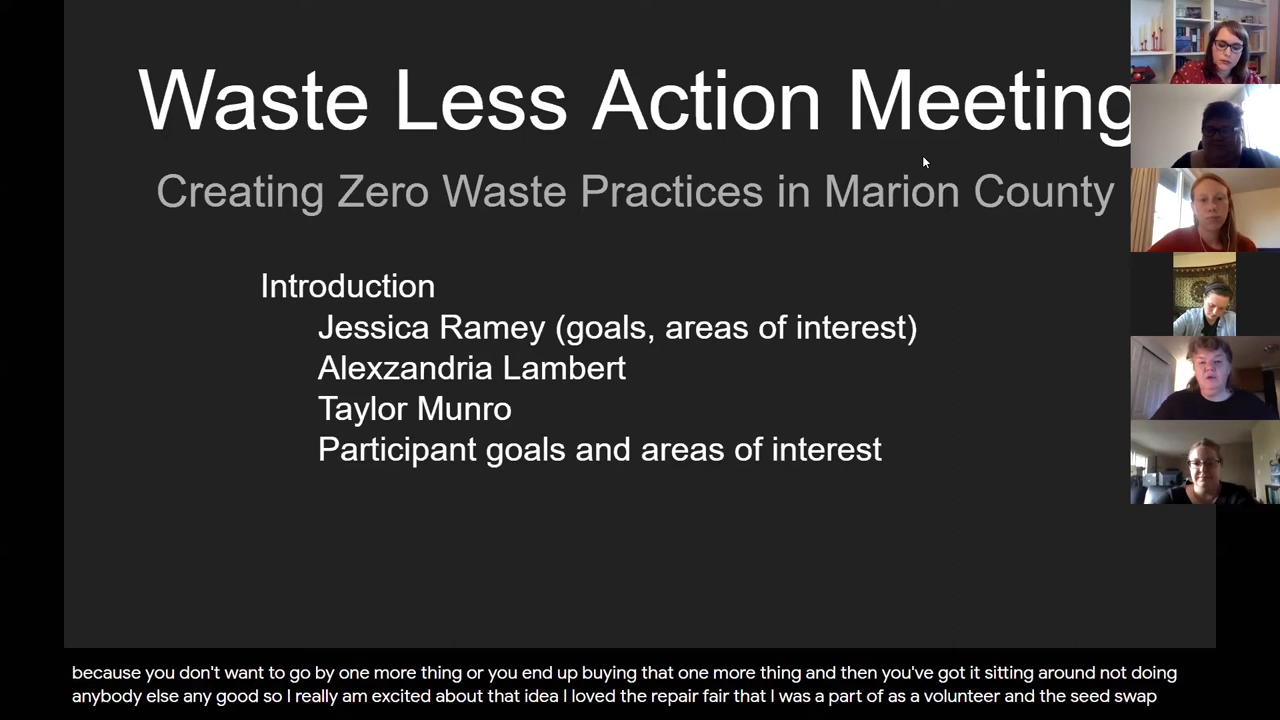 Waste Less Action Meeting
Creating Zero Waste Practices in Marion County
Introduction
Jessica Ramey (goals, areas of interest)
Alexzandria Lambert
Taylor Munro
Participant goals and areas of interest
because you don't want to go by one more thing or you end up buying that one more thing and then you've got it sitting around not doing
anybody else any good so I really am excited about that idea I loved the repair fair that I was a part of as a volunteer and the seed swap